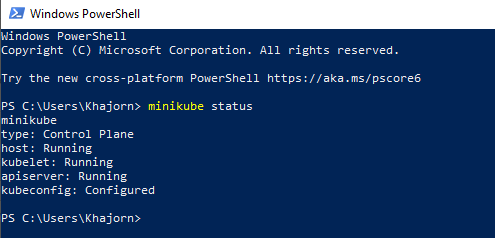 Windows PowerShell
Windows PowerShell
Copyright (C) Microsoft Corporation. All rights reserved.
Try the new cross-platform PowerShell https://aka.ms/pscore6
PS C:\Users\Khajorn> minikube status
minikube
type: Control Plane
host: Running
kubelet: Running
apiserver: Running
kubeconfig: Configured
PS C:\Users\Khajorn>